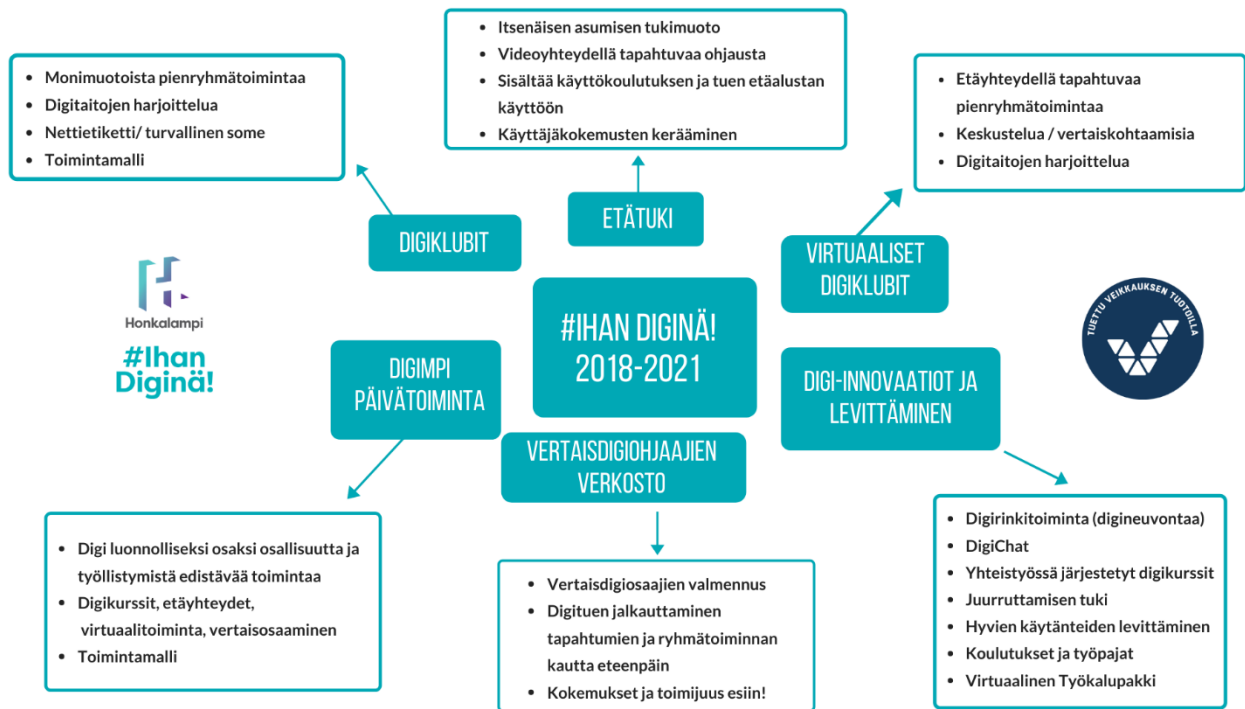 • Monimuotoista pienryhmätoimintaa
• Digitaitojen harjoittelua
• Nettietiketti/ turvallinen some
• Toimintamalli
• Itsenäisen asumisen tukimuoto
• Videoyhteydellä tapahtuvaa ohjausta
• Sisältää käyttökoulutuksen ja tuen etäalustan
käyttöön
• Käyttäjäkokemusten kerääminen
• Etäyhteydellä tapahtuvaa
pienryhmätoimintaa
• Keskustelua / vertaiskohtaamisia
• Digitaitojen harjoittelua
DIGIKLUBIT
ETÄTUKI
VIRTUAALISET
DIGIKLUBIT
Honkalampi
#Ihan
Diginä!
#IHAN DIGINÄ!
2018-2021
TUETTU VEIKKAUKSEN TUOTOILLA
DIGIMPI
PÄIVÄTOIMINTA
DIGI-INNOVAATIOT JA
LEVITTÄMINEN
VERTAISDIGIOHJAAJIEN
VERKOSTO
• Digi luonnolliseksi osaksi osallisuutta ja
työllistymistä edistävää toimintaa
• Digikurssit, etäyhteydet,
virtuaalitoiminta, vertaisosaaminen
• Toimintamalli
• Vertaisdigiosaajien valmennus
• Digituen jalkauttaminen
tapahtumien ja ryhmätoiminnan
kautta eteenpäin
• Kokemukset ja toimijuus esiin!
• Digirinkitoiminta (digineuvontaa)
• DigiChat
• Yhteistyössä järjestetyt digikurssit
• Juurruttamisen tuki
• Hyvien käytänteiden levittäminen
• Koulutukset ja työpajat
• Virtuaalinen Työkalupakki